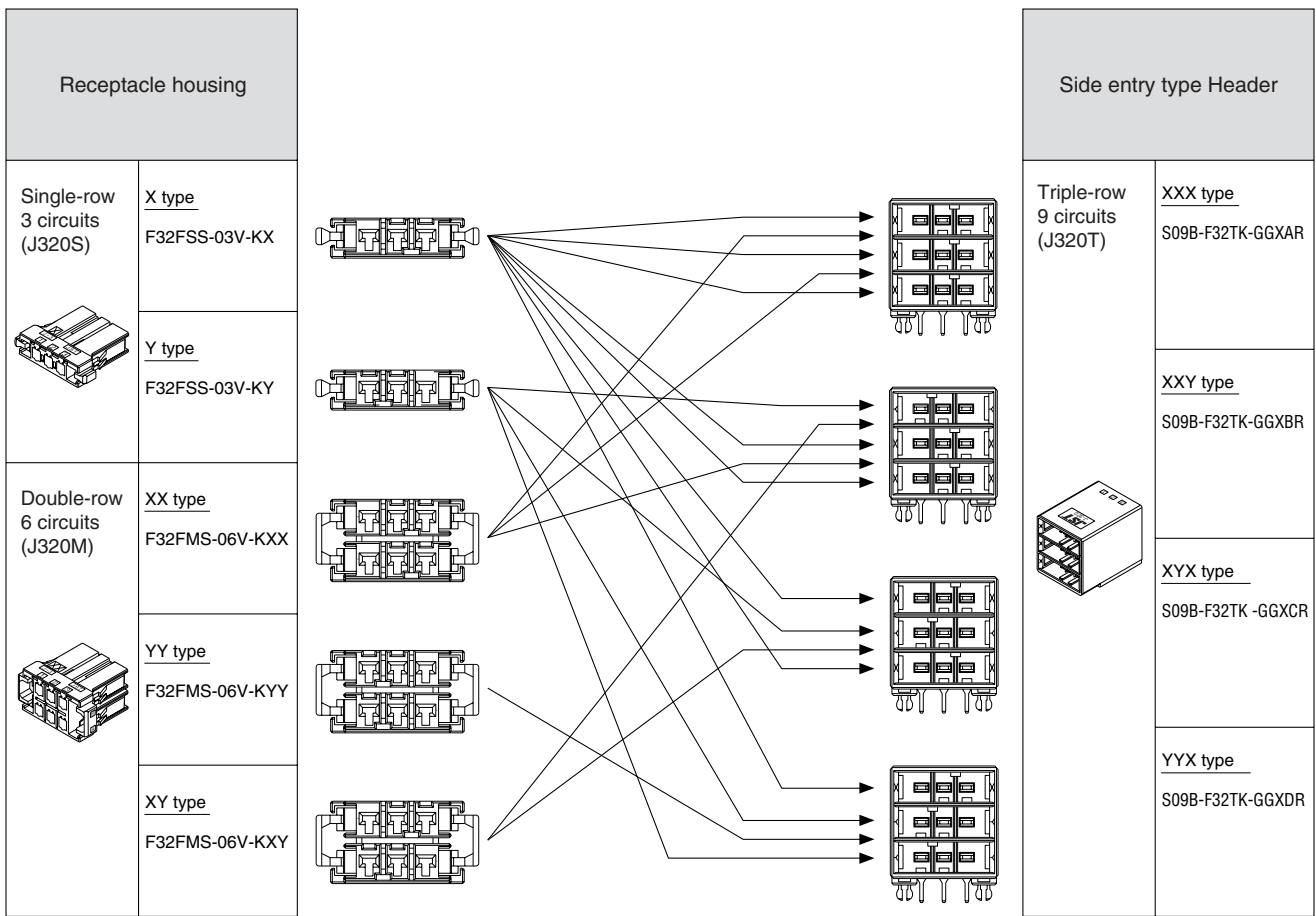 Receptacle housing
Single-row
3 circuits
(J320S)
X type
F32FSS-03V-KX
Y type
F32FSS-03V-KY
Double-row
6 circuits
(J320M)
XX type
F32FMS-06V-KXX
YY type
F32FMS-06V-KYY
XY type
F32FMS-06V-KXY
Side entry type Header
Triple-row
9 circuits
(J320T)
XXX type
S09B-F32TK-GGXAR
XXY type
S09B-F32TK-GGXBR
JST
XYX type
S09B-F32TK -GGXCR
YYX type
S09B-F32TK-GGXDR